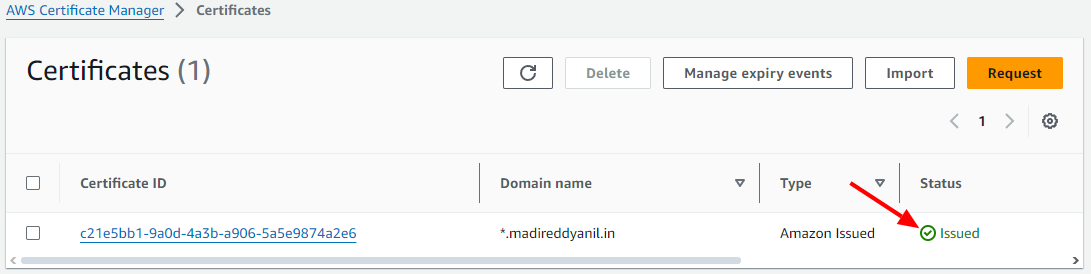 AWS Certificate Manager > Certificates
Certificates (1)
Delete Manage expiry events Import Request
< 1 >
Certificate ID Domain name Type Status
c21e5bb1-9a0d-4a3b-a906-5a5e9874a2e6 *.madireddyanil.in Amazon Issued Issued